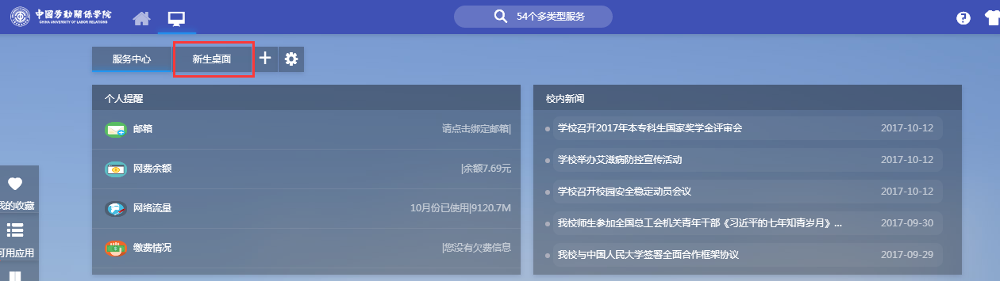 中國劳動關係学院
CHINA UNIVERSITY OF LABOR RELATIONS
54个多类型服务
服务中心
新生桌面
个人提醒
邮箱 请点击绑定邮箱|
网费余额 |余额7.69元
网络流量 10月份已使用|9120.7M
缴费情况 |您没有欠费信息
校内新闻
学校召开2017年本专科生国家奖学金评审会 2017-10-12
学校举办艾滋病防控宣传活动 2017-10-12
学校召开校园安全稳定动员会议 2017-10-12
我校师生参加全国总工会机关青年干部《习近平的七年知青岁月》... 2017-09-30
我校与中国人民大学签署全面合作框架协议 2017-09-29
我的收藏
可用应用